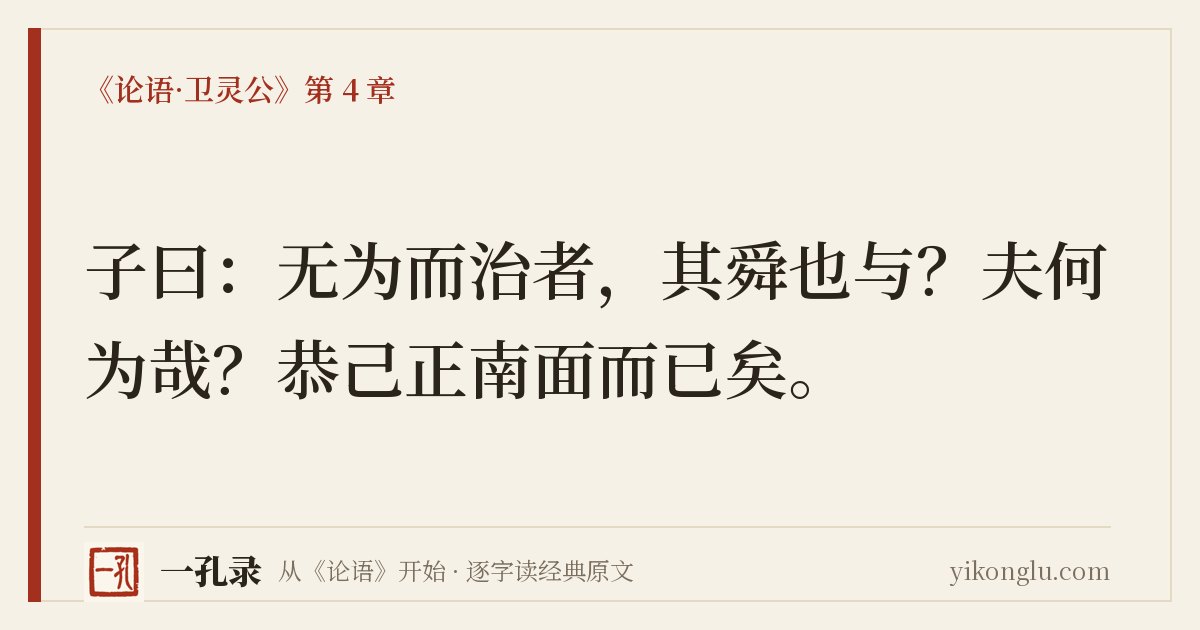 《论语·卫灵公》第 4 章
子曰：无为而治者，其舜也与？夫何
为哉？恭己正南面而已矣。
一孔
一孔录 从《论语》开始 · 逐字读经典原文 yikonglu.com